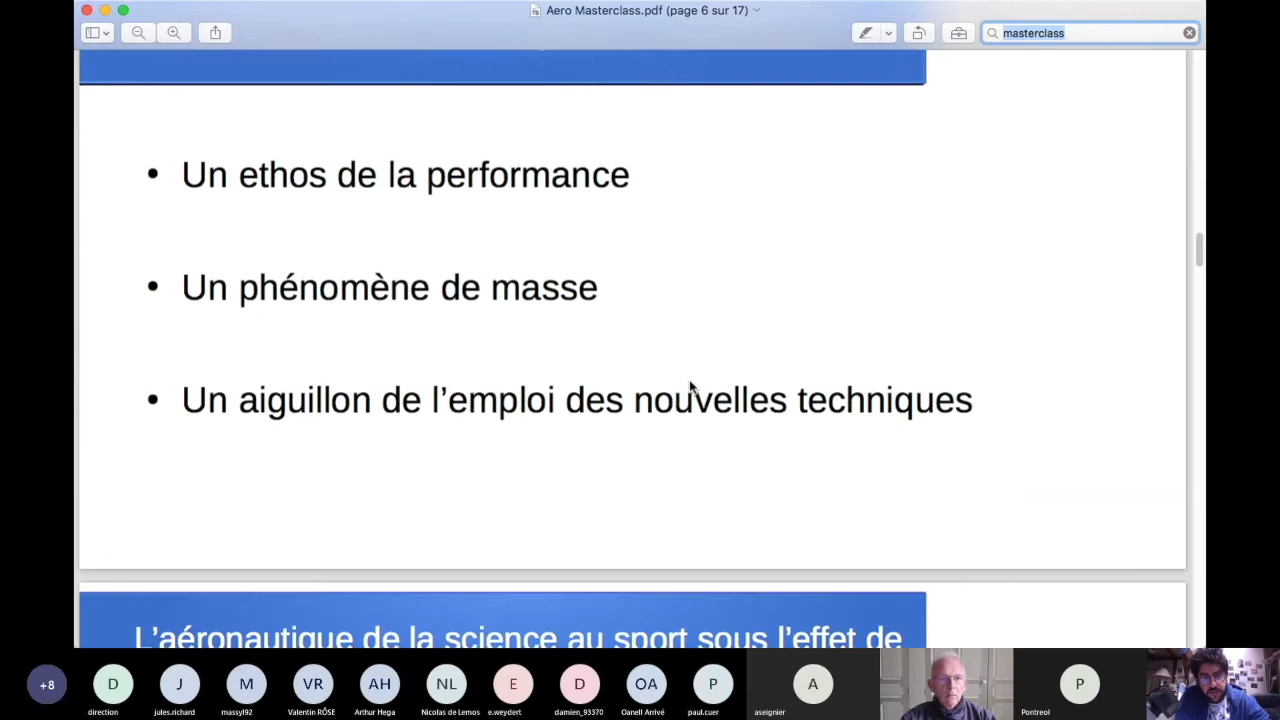 Aero Masterclass.pdf (page 6 sur 17)
masterclass
• Un ethos de la performance
• Un phénomène de masse
• Un aiguillon de l’emploi des nouvelles techniques
L’aéronautique de la science au sport sous l’effet de
+8
D
J
M
VR
AH
NL
E
D
OA
P
A
P
direction
jules.richard
massyl92
Valentin RÔSE
Arthur Hega
Nicolas de Lemos
e.weydert
damien_93370
Oanell Arrivé
paul.cuer
aseignier
Pontreol